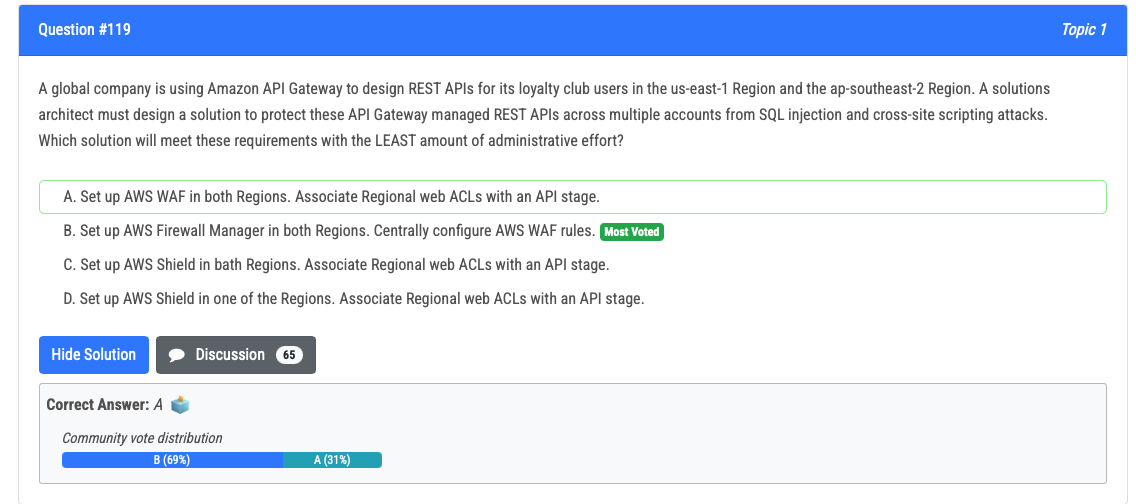 Question #119
Topic 1
A global company is using Amazon API Gateway to design REST APIs for its loyalty club users in the us-east-1 Region and the ap-southeast-2 Region. A solutions
architect must design a solution to protect these API Gateway managed REST APIs across multiple accounts from SQL injection and cross-site scripting attacks.
Which solution will meet these requirements with the LEAST amount of administrative effort?
A. Set up AWS WAF in both Regions. Associate Regional web ACLs with an API stage.
B. Set up AWS Firewall Manager in both Regions. Centrally configure AWS WAF rules. Most Voted
C. Set up AWS Shield in bath Regions. Associate Regional web ACLs with an API stage.
D. Set up AWS Shield in one of the Regions. Associate Regional web ACLs with an API stage.
Hide Solution Discussion 65
Correct Answer: A
Community vote distribution
B (69%) A (31%)